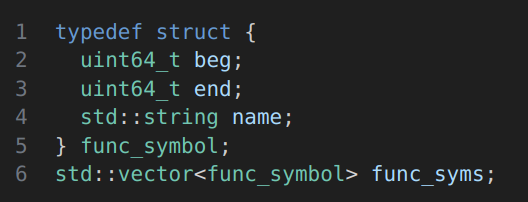 1 typedef struct {
2   uint64_t beg;
3   uint64_t end;
4   std::string name;
5 } func_symbol;
6 std::vector<func_symbol> func_syms;